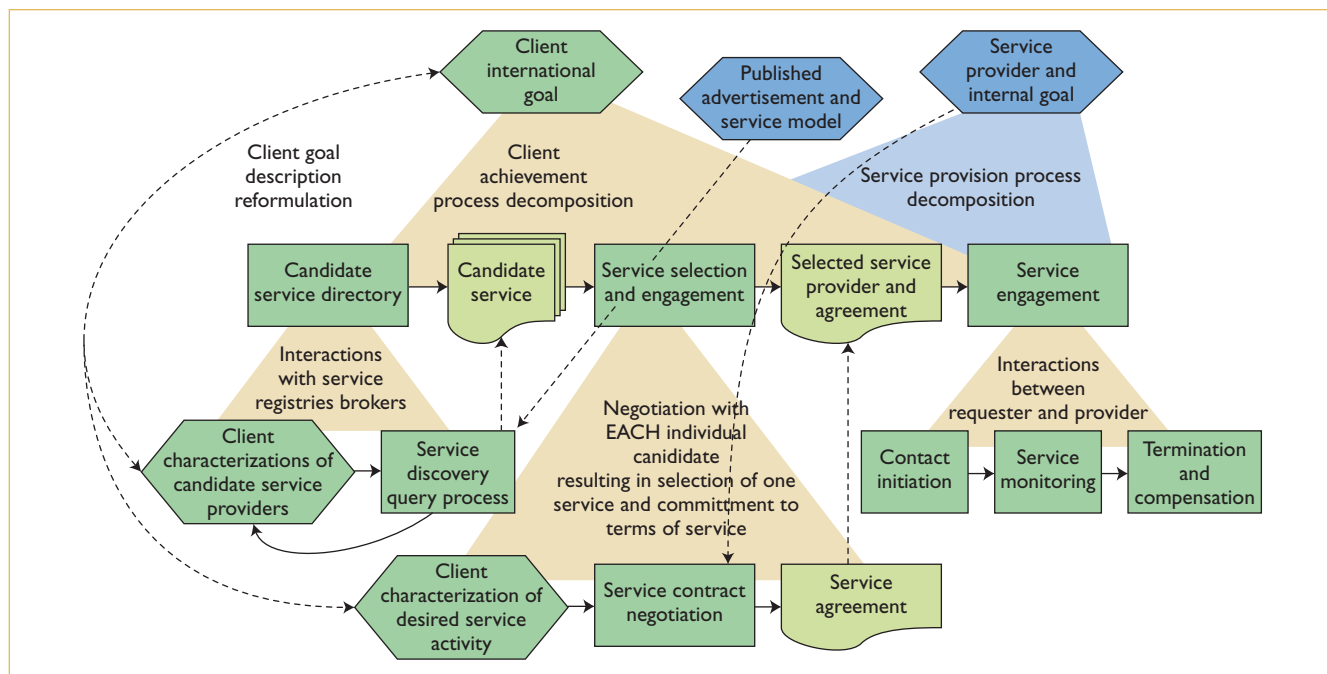 Client
international
goal
Published
advertisement and
service model
Service
provider and
internal goal
Client goal
description
reformulation
Client
achievement
process decomposition
Service provision process
decomposition
Candidate
service directory
Candidate
service
Service selection
and engagement
Selected service
provider and
agreement
Service
engagement
Interactions
with service
registries brokers
Negotiation with
EACH individual
candidate
resulting in selection of one
service and committment to
terms of service
Interactions
between
requester and provider
Client
characterizations of
candidate service
providers
Service
discovery
query process
Contact
initiation
Service
monitoring
Termination and
compensation
Client
characterization of
desired service
activity
Service contract
negotiation
Service
agreement